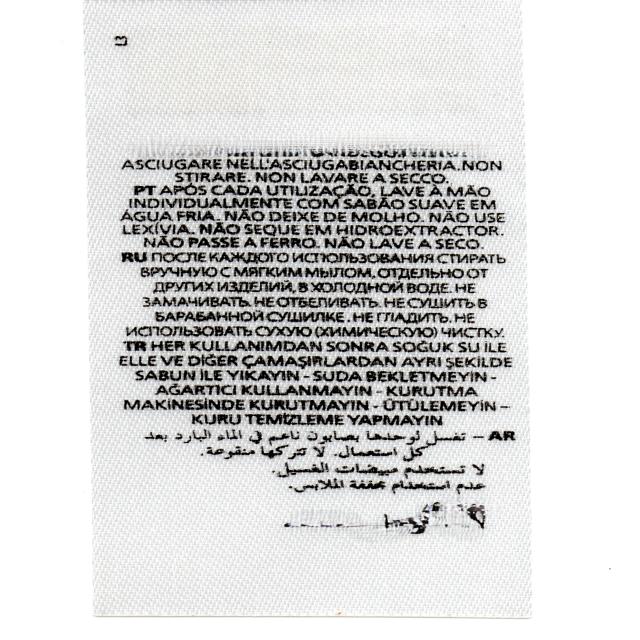 13
ASCIUGARE NELL'ASCIUGABIANCHERIA. NON
STIRARE. NON LAVARE A SECCO.
PT APÓS CADA UTILIZAÇÃO, LAVE À MÃO
INDIVIDUALMENTE COM SABÃO SUAVE EM
ÁGUA FRIA. NÃO DEIXE DE MOLHO. NÃO USE
LEXÍVIA. NÃO SEQUE EM HIDROEXTRACTOR.
NÃO PASSE A FERRO. NÃO LAVE A SECO.
RU ПОСЛЕ КАЖДОГО ИСПОЛЬЗОВАНИЯ СТИРАТЬ
ВРУЧНУЮ С МЯГКИМ МЫЛОМ, ОТДЕЛЬНО ОТ
ДРУГИХ ИЗДЕЛИЙ, В ХОЛОДНОЙ ВОДЕ. НЕ
ЗАМАЧИВАТЬ. НЕ ОТБЕЛИВАТЬ. НЕ СУШИТЬ В
БАРАБАННОЙ СУШИЛКЕ. НЕ ГЛАДИТЬ. НЕ
ИСПОЛЬЗОВАТЬ СУХУЮ (ХИМИЧЕСКУЮ) ЧИСТКУ.
TR HER KULLANIMDAN SONRA SOĞUK SU İLE
ELLE VE DİĞER ÇAMAŞIRLARDAN AYRI ŞEKİLDE
SABUN İLE YIKAYIN - SUDA BEKLETMEYİN -
AĞARTICI KULLANMAYIN - KURUTMA
MAKİNESİNDE KURUTMAYIN - ÜTÜLEMEYİN –
KURU TEMİZLEME YAPMAYIN
AR – تغسل لوحدها بصابون ناعم في الماء البارد بعد
كل استعمال. لا تتركها منقوعة.
لا تستخدم مبيضات الغسيل.
عدم استخدام مجففة الملابس.